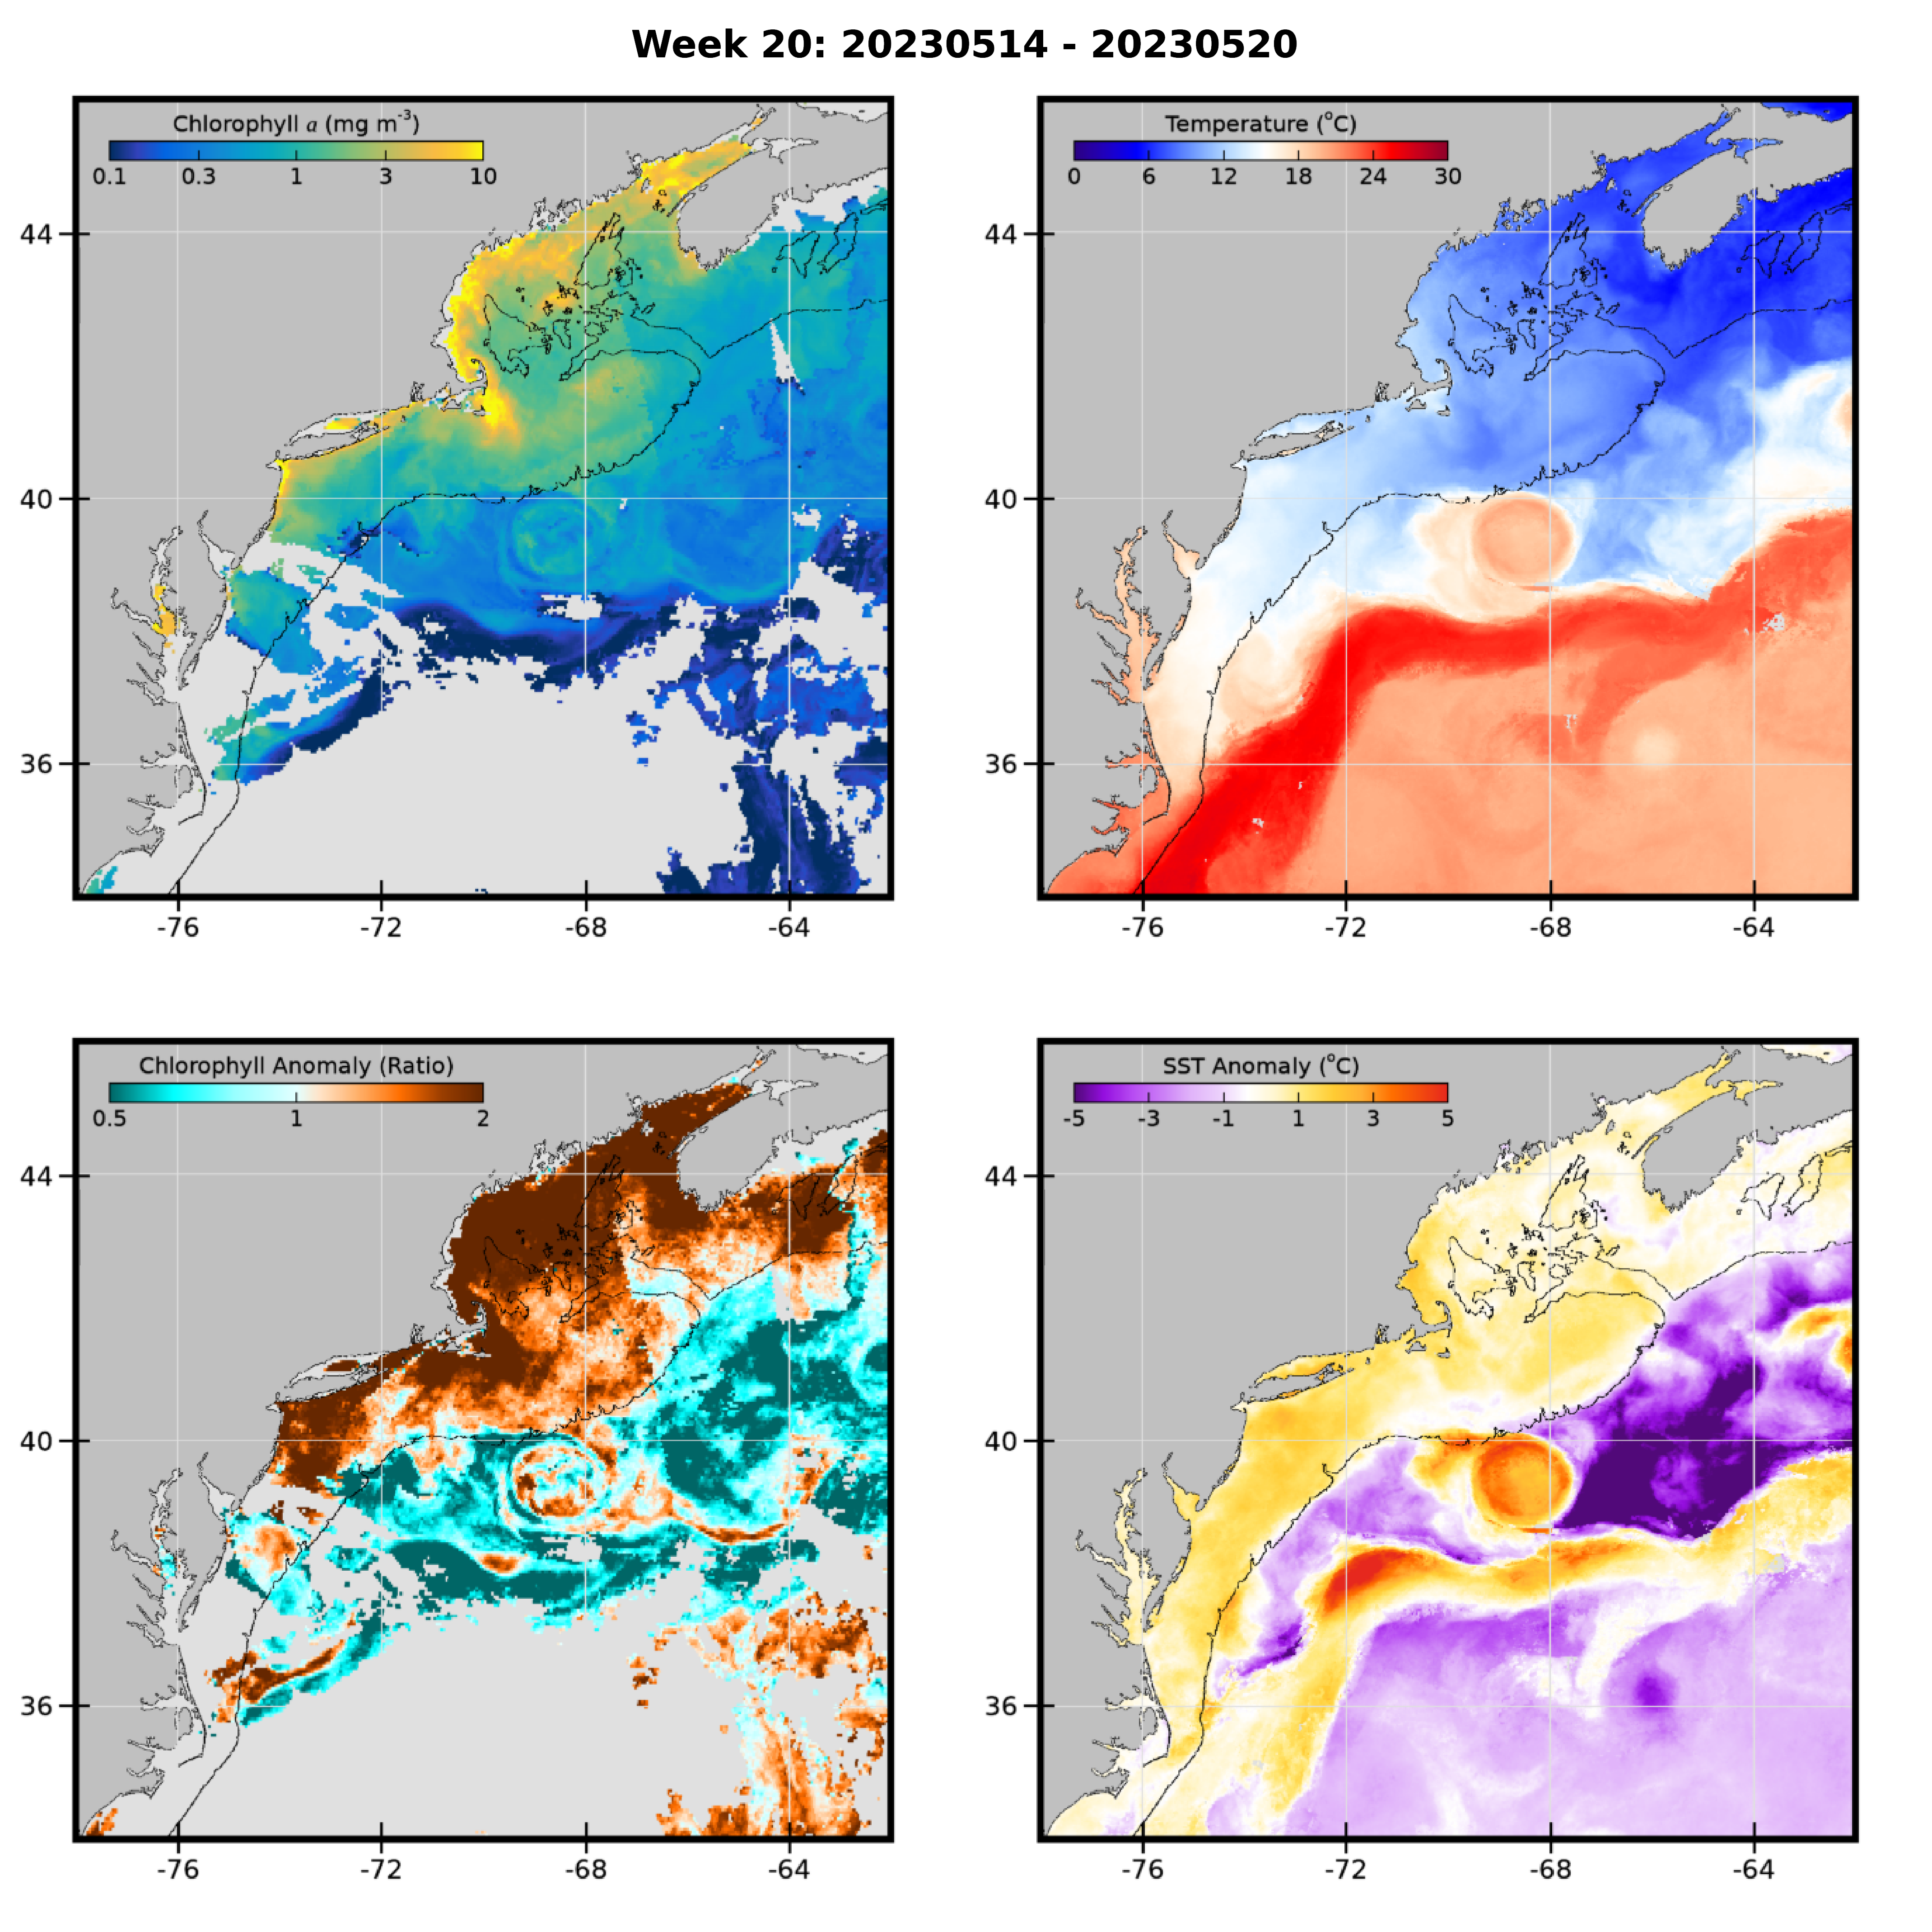 Week 20: 20230514 - 20230520
Chlorophyll a (mg m⁻³)
0.1 0.3 1 3 10
44
40
36
-76 -72 -68 -64
Temperature (°C)
0 6 12 18 24 30
44
40
36
-76 -72 -68 -64
Chlorophyll Anomaly (Ratio)
0.5 1 2
44
40
36
-76 -72 -68 -64
SST Anomaly (°C)
-5 -3 -1 1 3 5
44
40
36
-76 -72 -68 -64